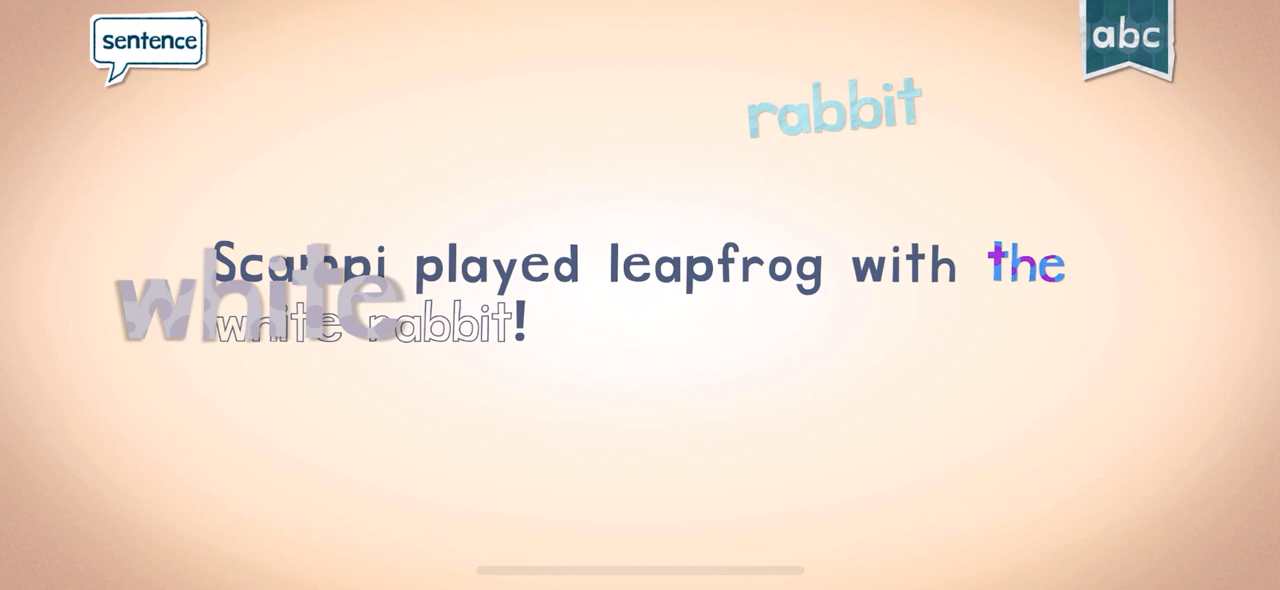 sentence
abc
rabbit
played leapfrog with the
white
white rabbit!